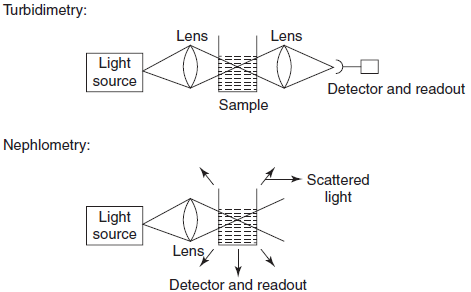 Turbidimetry:
Lens
Lens
Light
source
Sample
Detector and readout
Nephlometry:
Scattered
light
Light
source
Lens
Detector and readout